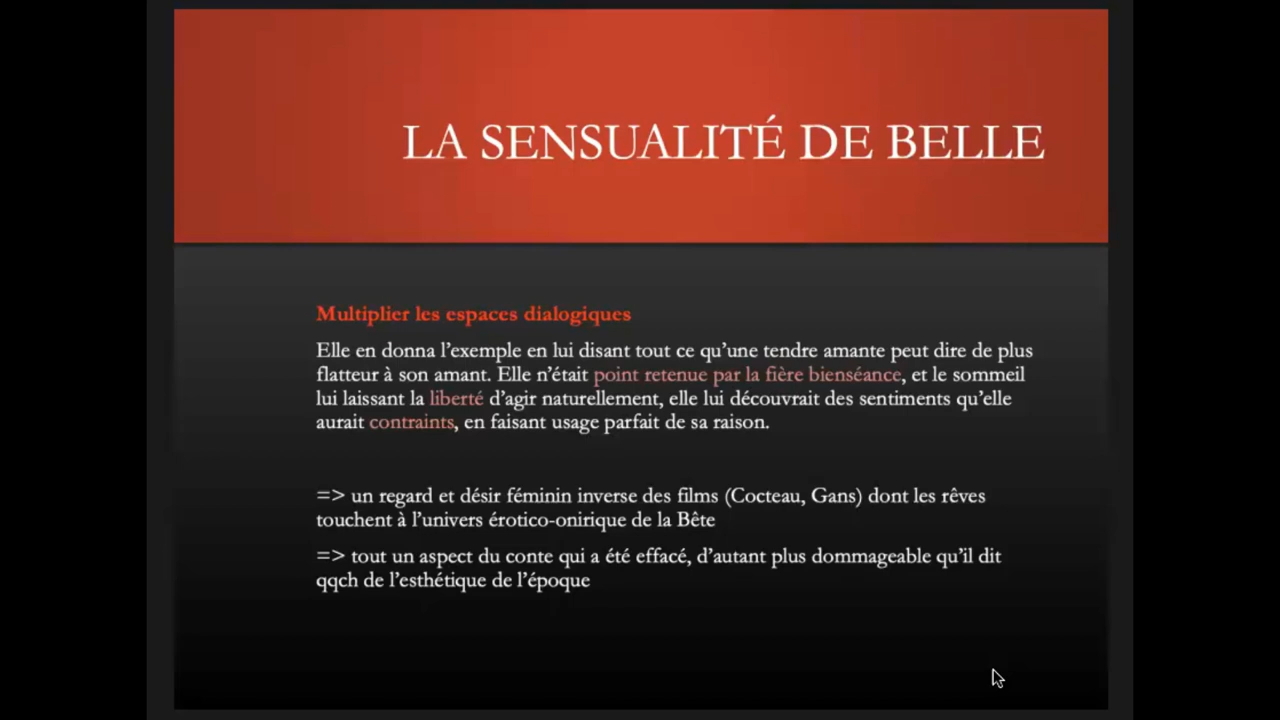 LA SENSUALITÉ DE BELLE
Multiplier les espaces dialogiques
Elle en donna l’exemple en lui disant tout ce qu’une tendre amante peut dire de plus
flatteur à son amant. Elle n’était point retenue par la fière bienséance, et le sommeil
lui laissant la liberté d’agir naturellement, elle lui découvrait des sentiments qu’elle
aurait contraints, en faisant usage parfait de sa raison.
=> un regard et désir féminin inverse des films (Cocteau, Gans) dont les rêves
touchent à l’univers érotico-onirique de la Bête
=> tout un aspect du conte qui a été effacé, d’autant plus dommageable qu’il dit
qqch de l’esthétique de l’époque